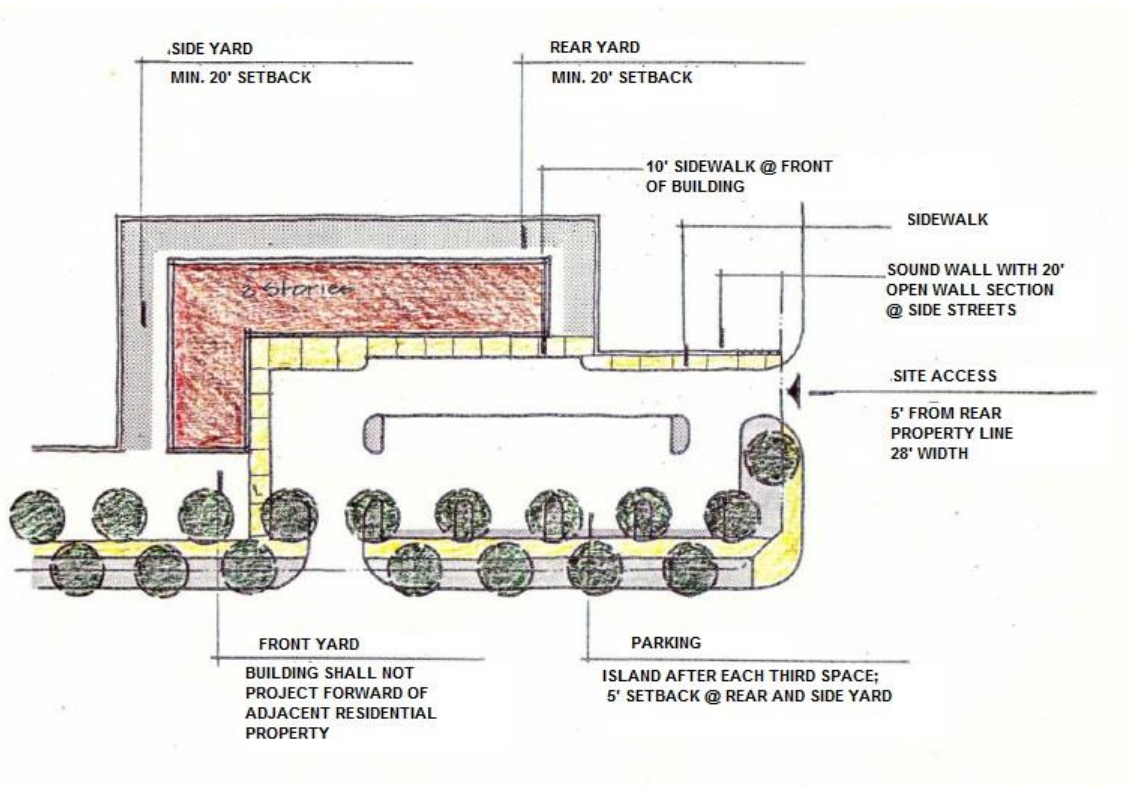 SIDE YARD
MIN. 20' SETBACK
REAR YARD
MIN. 20' SETBACK
10' SIDEWALK @ FRONT
OF BUILDING
SIDEWALK
SOUND WALL WITH 20'
OPEN WALL SECTION
@ SIDE STREETS
2 Stories
SITE ACCESS
5' FROM REAR
PROPERTY LINE
28' WIDTH
FRONT YARD
BUILDING SHALL NOT
PROJECT FORWARD OF
ADJACENT RESIDENTIAL
PROPERTY
PARKING
ISLAND AFTER EACH THIRD SPACE;
5' SETBACK @ REAR AND SIDE YARD